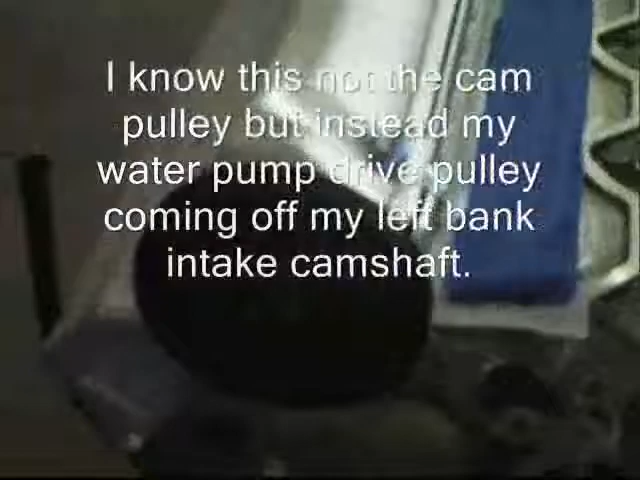 I know this not the cam
pulley but instead my
water pump drive pulley
coming off my left bank
intake camshaft.